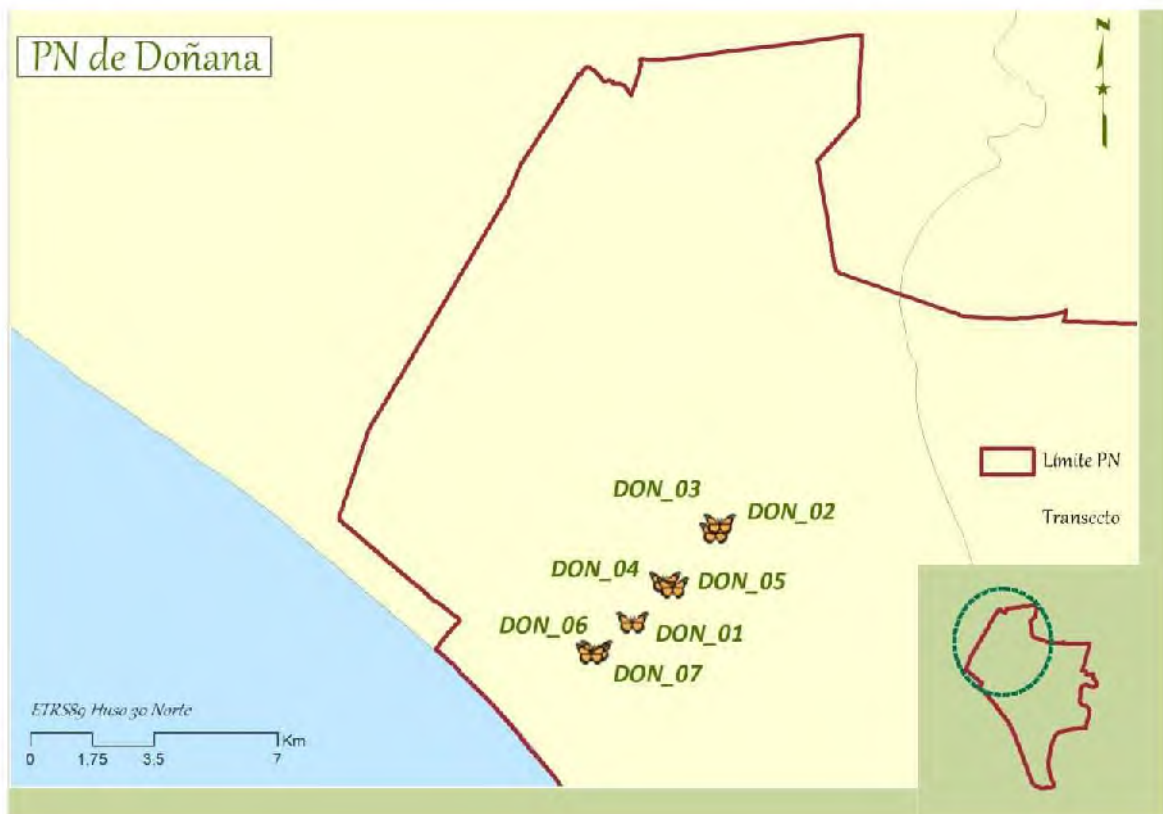 PN de Doñana
N
DON_03
DON_02
DON_04
DON_05
DON_06
DON_01
DON_07
Límite PN
Transecto
ETRS89 Huso 30 Norte
0 1,75 3,5 7 Km